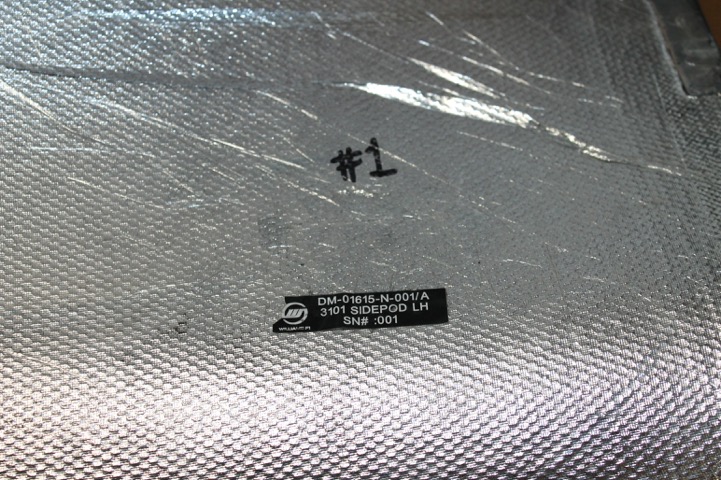 #1
DM-01615-N-001/A
3101 SIDEPOD LH
SN# :001